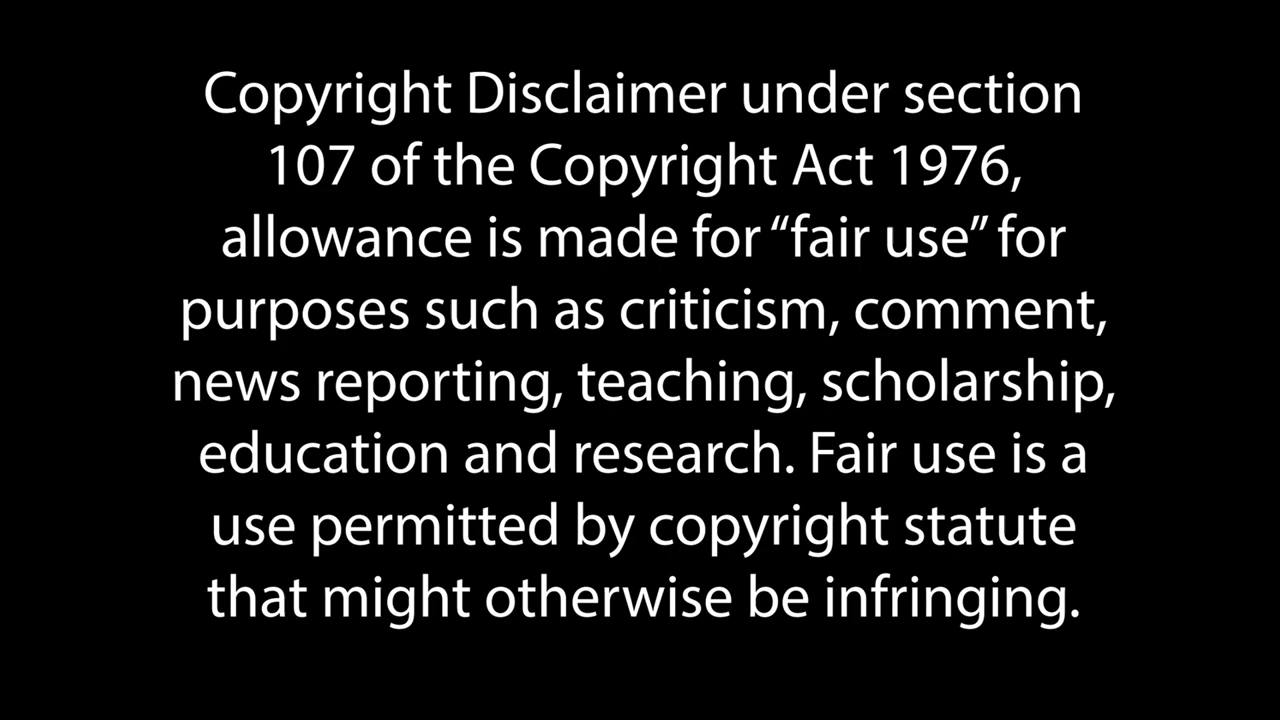 Copyright Disclaimer under section
107 of the Copyright Act 1976,
allowance is made for “fair use” for
purposes such as criticism, comment,
news reporting, teaching, scholarship,
education and research. Fair use is a
use permitted by copyright statute
that might otherwise be infringing.